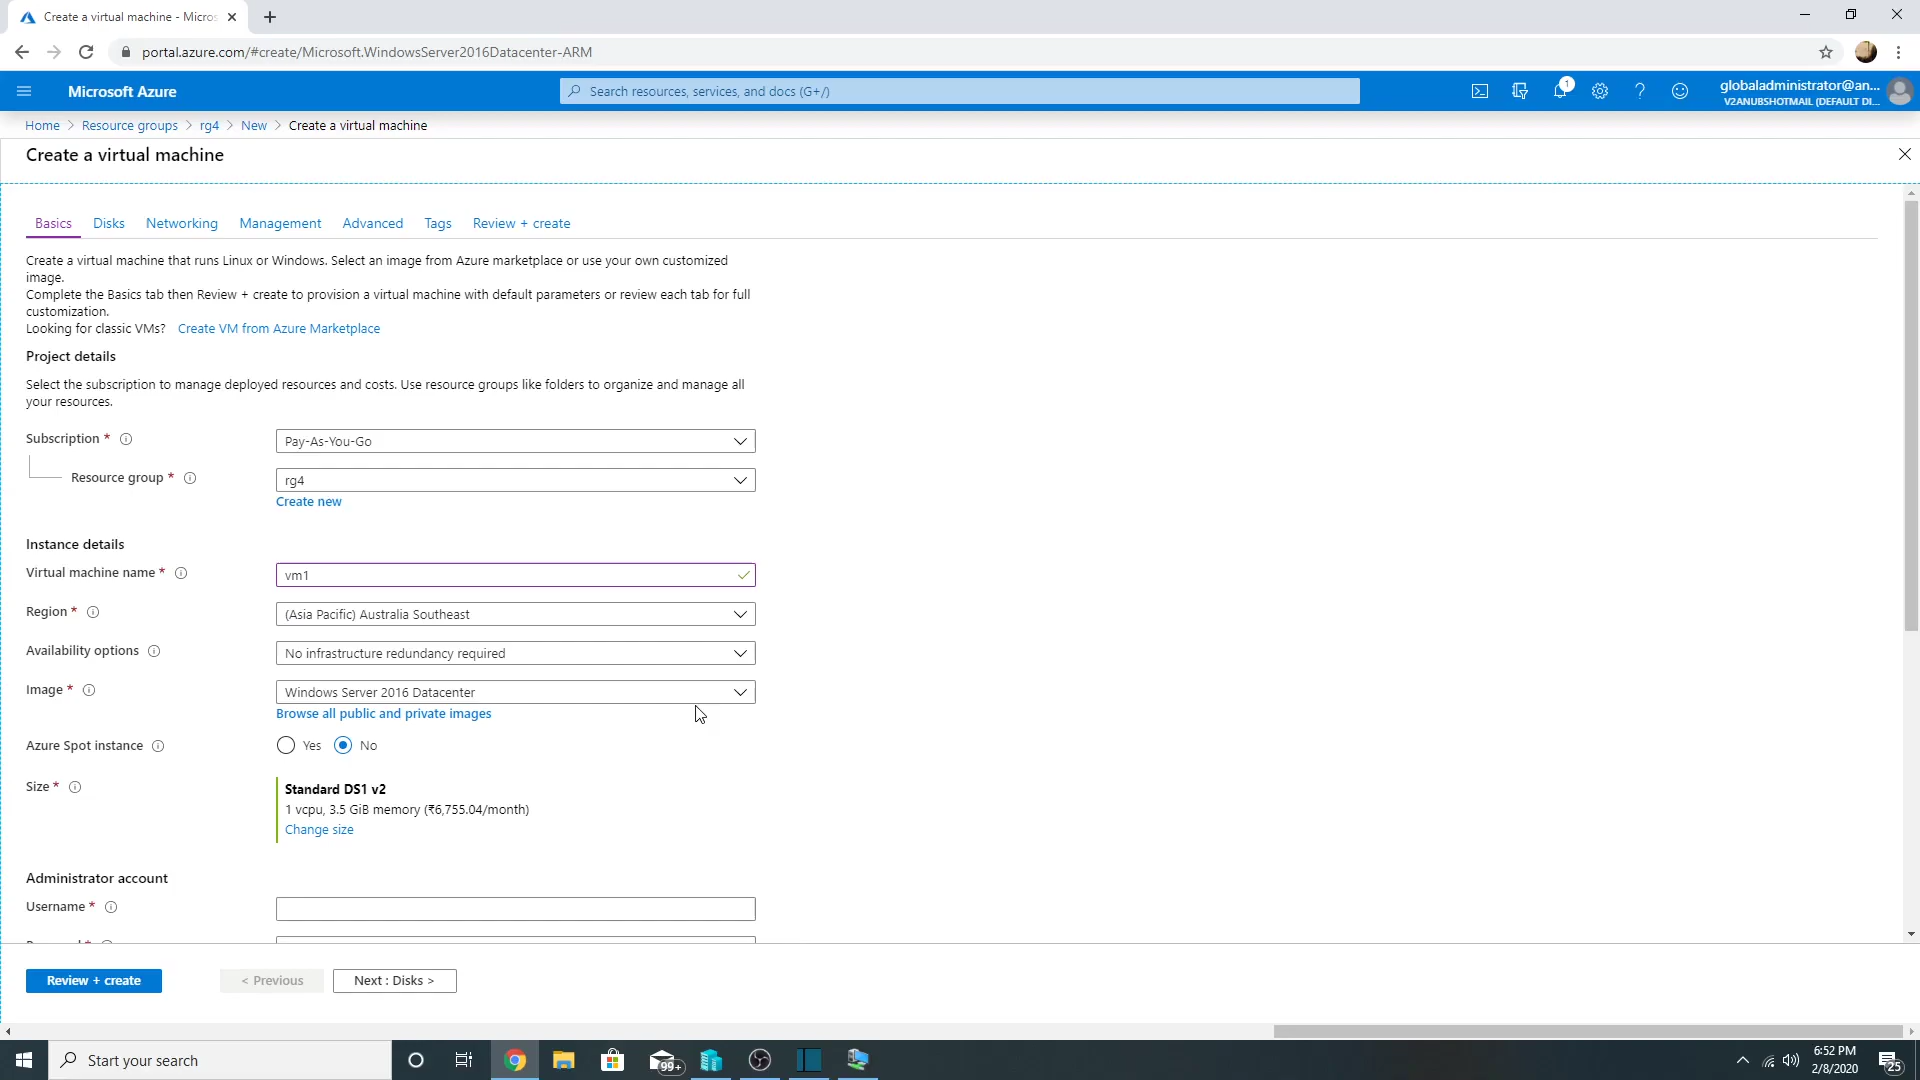 Create a virtual machine - Micros
portal.azure.com/#create/Microsoft.WindowsServer2016Datacenter-ARM
Microsoft Azure
Search resources, services, and docs (G+/)
1
globaladministrator@an...
V2ANUBSHOTMAIL (DEFAULT DI...
Home > Resource groups > rg4 > New > Create a virtual machine
Create a virtual machine
Basics
Disks
Networking
Management
Advanced
Tags
Review + create
Create a virtual machine that runs Linux or Windows. Select an image from Azure marketplace or use your own customized
image.
Complete the Basics tab then Review + create to provision a virtual machine with default parameters or review each tab for full
customization.
Looking for classic VMs? Create VM from Azure Marketplace
Project details
Select the subscription to manage deployed resources and costs. Use resource groups like folders to organize and manage all
your resources.
Subscription *
Pay-As-You-Go
Resource group *
rg4
Create new
Instance details
Virtual machine name *
vm1
Region *
(Asia Pacific) Australia Southeast
Availability options
No infrastructure redundancy required
Image *
Windows Server 2016 Datacenter
Browse all public and private images
Azure Spot instance
Yes
No
Size *
Standard DS1 v2
1 vcpu, 3.5 GiB memory (₹6,755.04/month)
Change size
Administrator account
Username *
Review + create
< Previous
Next : Disks >
Start your search
99+
6:52 PM
2/8/2020
25